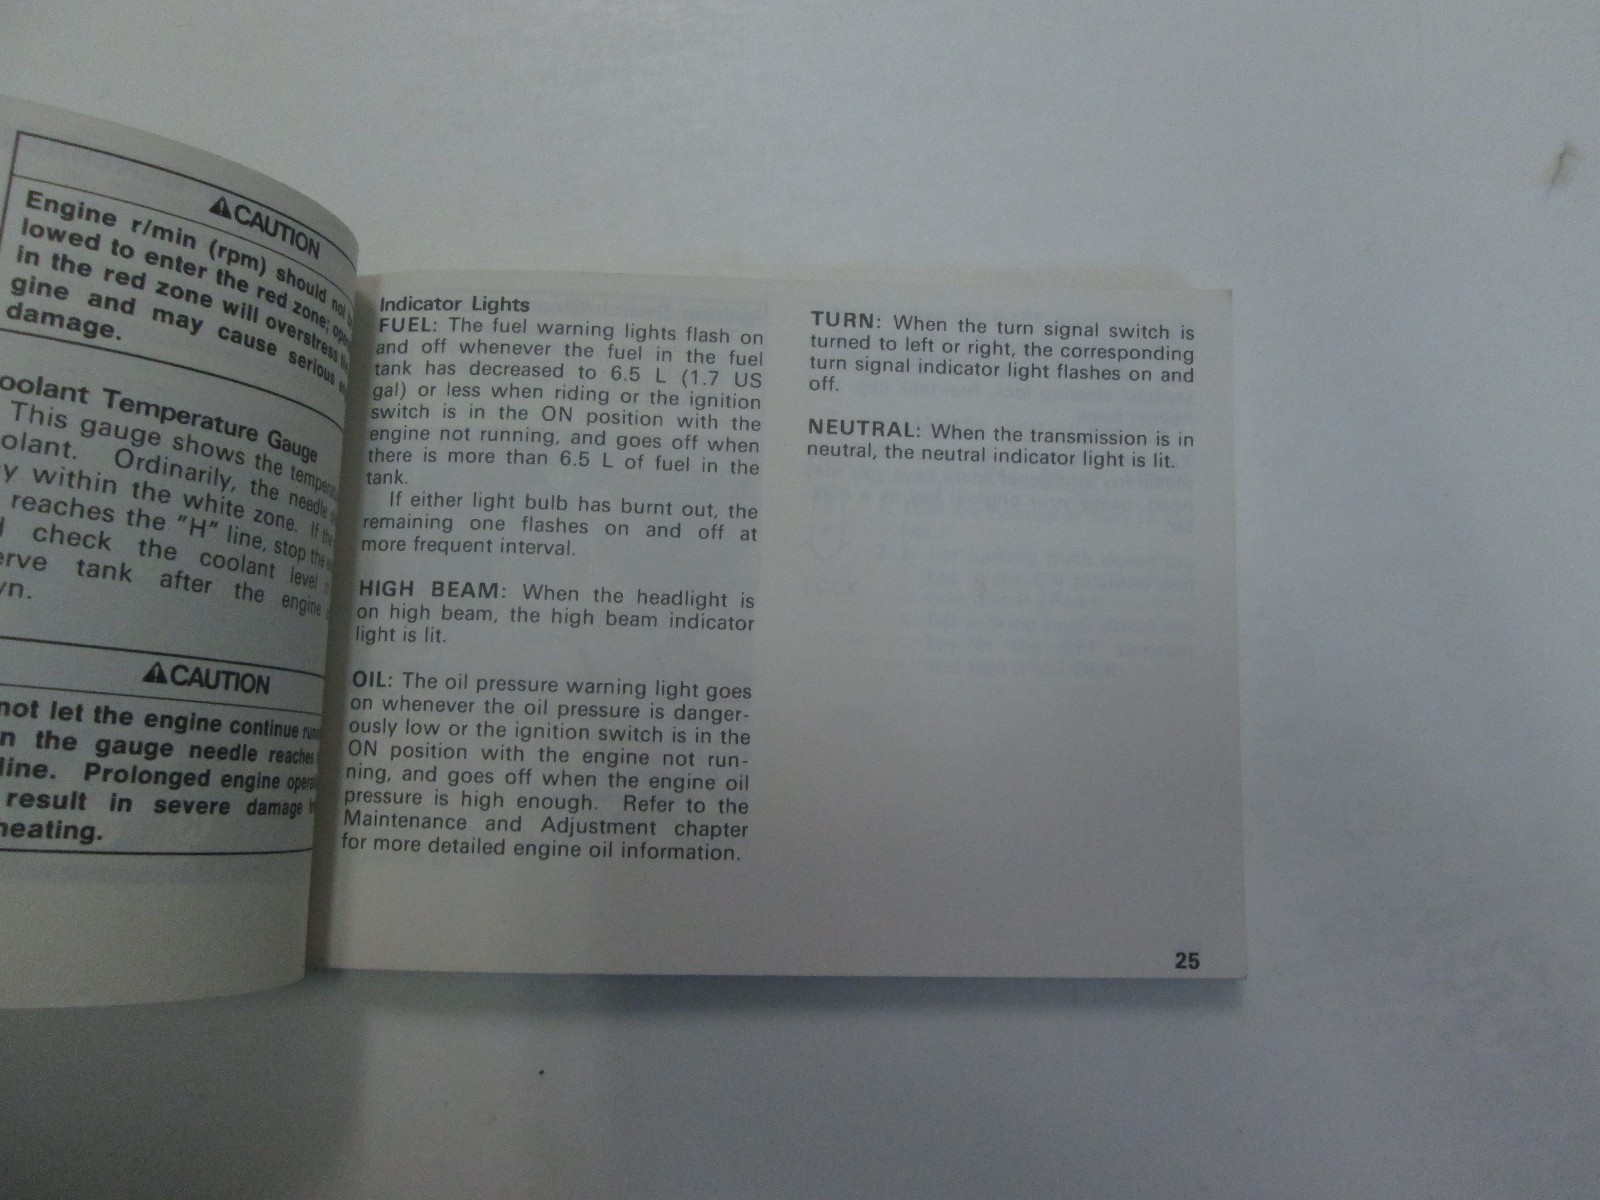 CAUTION
Engine r/min (rpm) should not
lowed to enter the red zone;
in the red zone will overstress
gine and may cause serious
damage.
oolant Temperature Gauge
This gauge shows the
olant. Ordinarily, the needle
y within the white zone. If the
reaches the "H" line, stop the
check the coolant level
erve tank after the engine
wn.
CAUTION
not let the engine continue
n the gauge needle reaches
line. Prolonged engine
result in severe damage
heating.
Indicator Lights
FUEL: The fuel warning lights flash on
and off whenever the fuel in the fuel
tank has decreased to 6.5 L (1.7 US
gal) or less when riding or the ignition
switch is in the ON position with the
engine not running, and goes off when
there is more than 6.5 L of fuel in the
tank.
If either light bulb has burnt out, the
remaining one flashes on and off at
more frequent interval.
HIGH BEAM: When the headlight is
on high beam, the high beam indicator
light is lit.
OIL: The oil pressure warning light goes
on whenever the oil pressure is danger-
ously low or the ignition switch is in the
ON position with the engine not run-
ning, and goes off when the engine oil
pressure is high enough. Refer to the
Maintenance and Adjustment chapter
for more detailed engine oil information.
TURN: When the turn signal switch is
turned to left or right, the corresponding
turn signal indicator light flashes on and
off.
NEUTRAL: When the transmission is in
neutral, the neutral indicator light is lit.
25